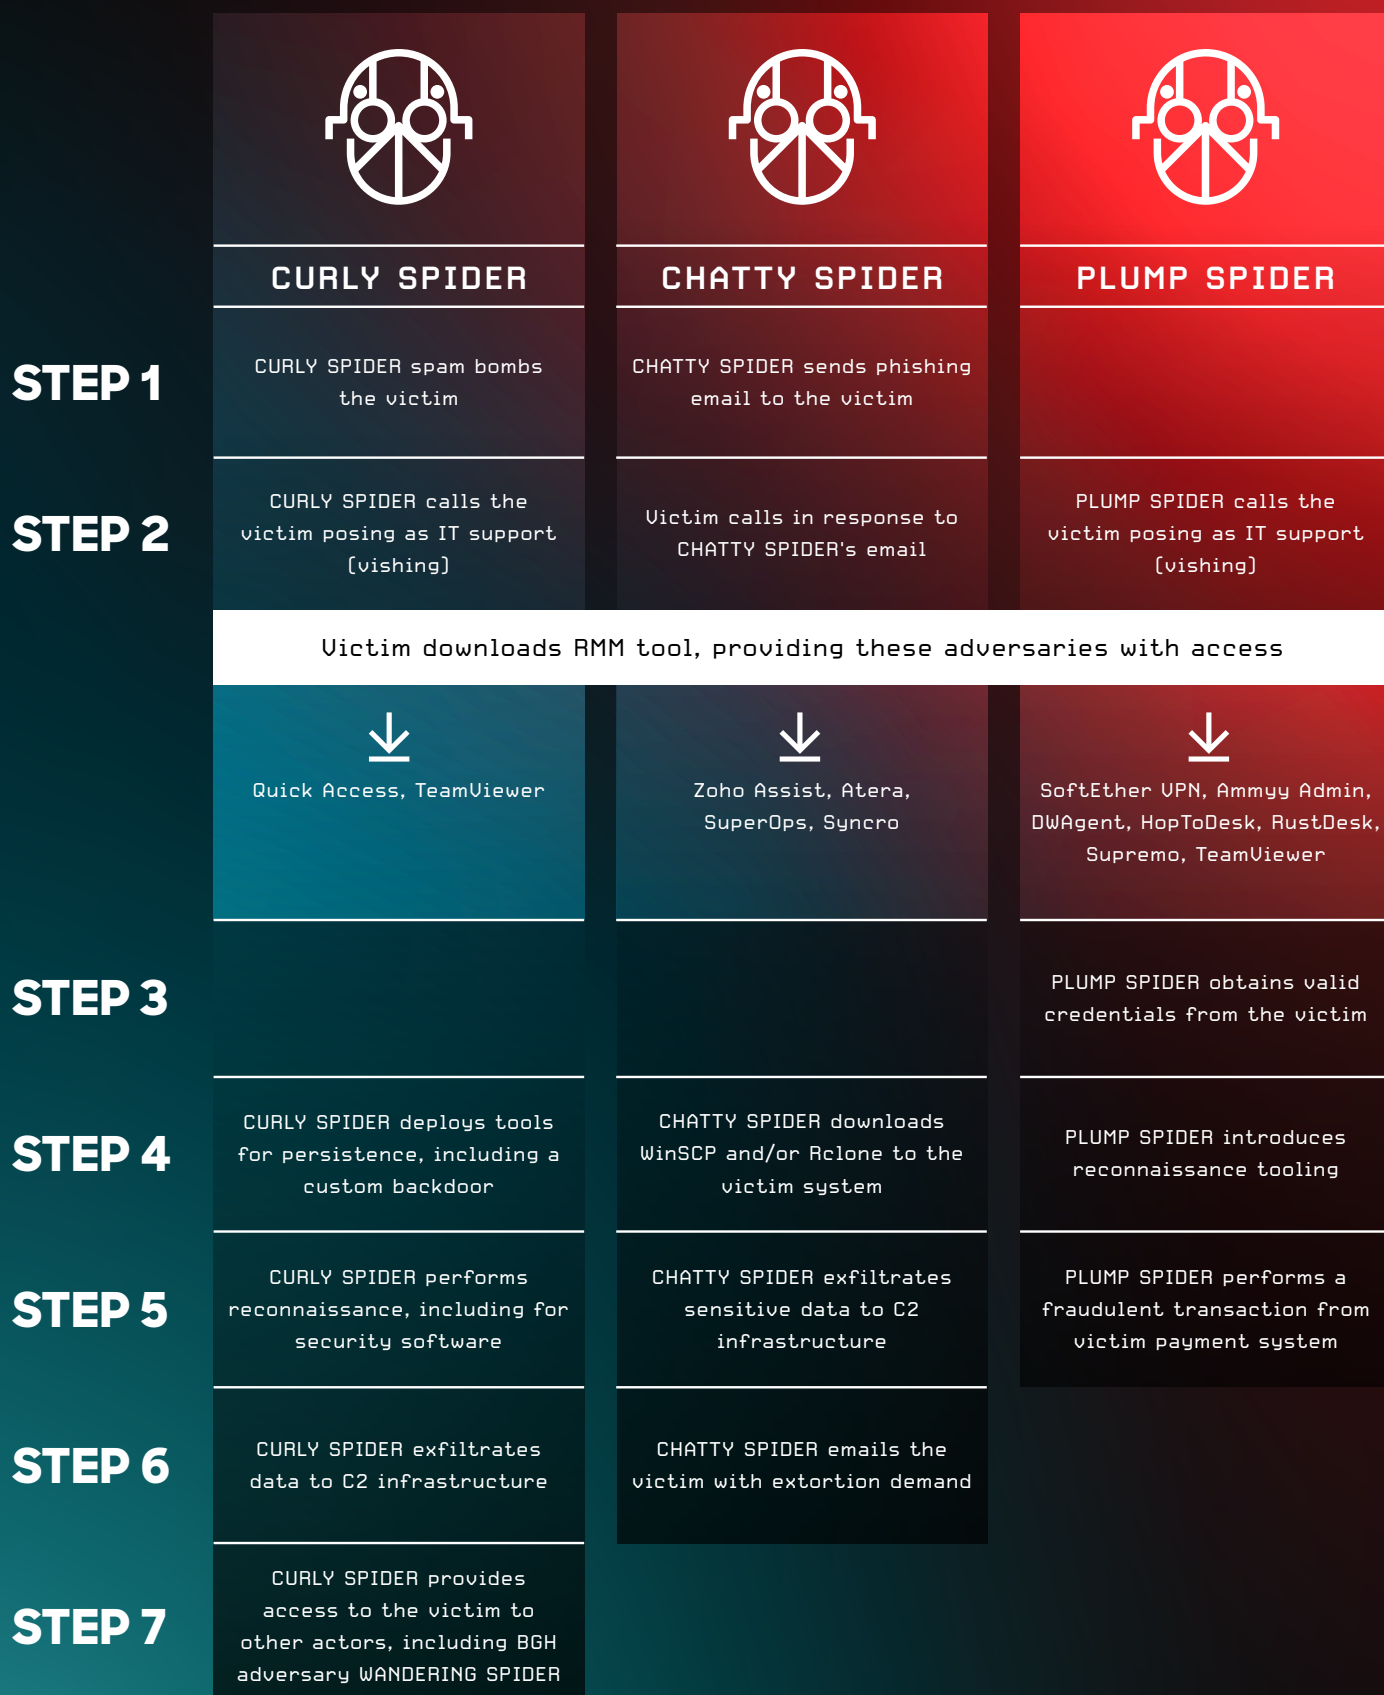 CURLY SPIDER
CHATTY SPIDER
PLUMP SPIDER
STEP 1
CURLY SPIDER spam bombs
the victim
CHATTY SPIDER sends phishing
email to the victim
STEP 2
CURLY SPIDER calls the
victim posing as IT support
(vishing)
Victim calls in response to
CHATTY SPIDER's email
PLUMP SPIDER calls the
victim posing as IT support
(vishing)
Victim downloads RMM tool, providing these adversaries with access
Quick Access, TeamViewer
Zoho Assist, Atera,
SuperOps, Syncro
SoftEther VPN, Ammyy Admin,
DWAgent, HopToDesk, RustDesk,
Supremo, TeamViewer
STEP 3
PLUMP SPIDER obtains valid
credentials from the victim
STEP 4
CURLY SPIDER deploys tools
for persistence, including a
custom backdoor
CHATTY SPIDER downloads
WinSCP and/or Rclone to the
victim system
PLUMP SPIDER introduces
reconnaissance tooling
STEP 5
CURLY SPIDER performs
reconnaissance, including for
security software
CHATTY SPIDER exfiltrates
sensitive data to C2
infrastructure
PLUMP SPIDER performs a
fraudulent transaction from
victim payment system
STEP 6
CURLY SPIDER exfiltrates
data to C2 infrastructure
CHATTY SPIDER emails the
victim with extortion demand
STEP 7
CURLY SPIDER provides
access to the victim to
other actors, including BGH
adversary WANDERING SPIDER